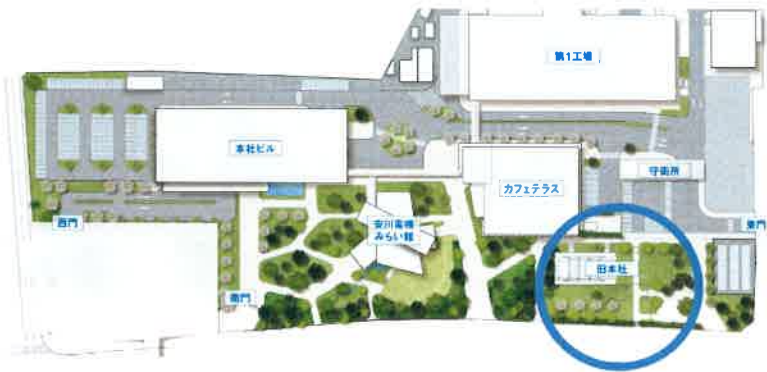 第1工場
本社ビル
守衛所
カフェテラス
西門
安川電機
みらい館
東門
旧本社
南門